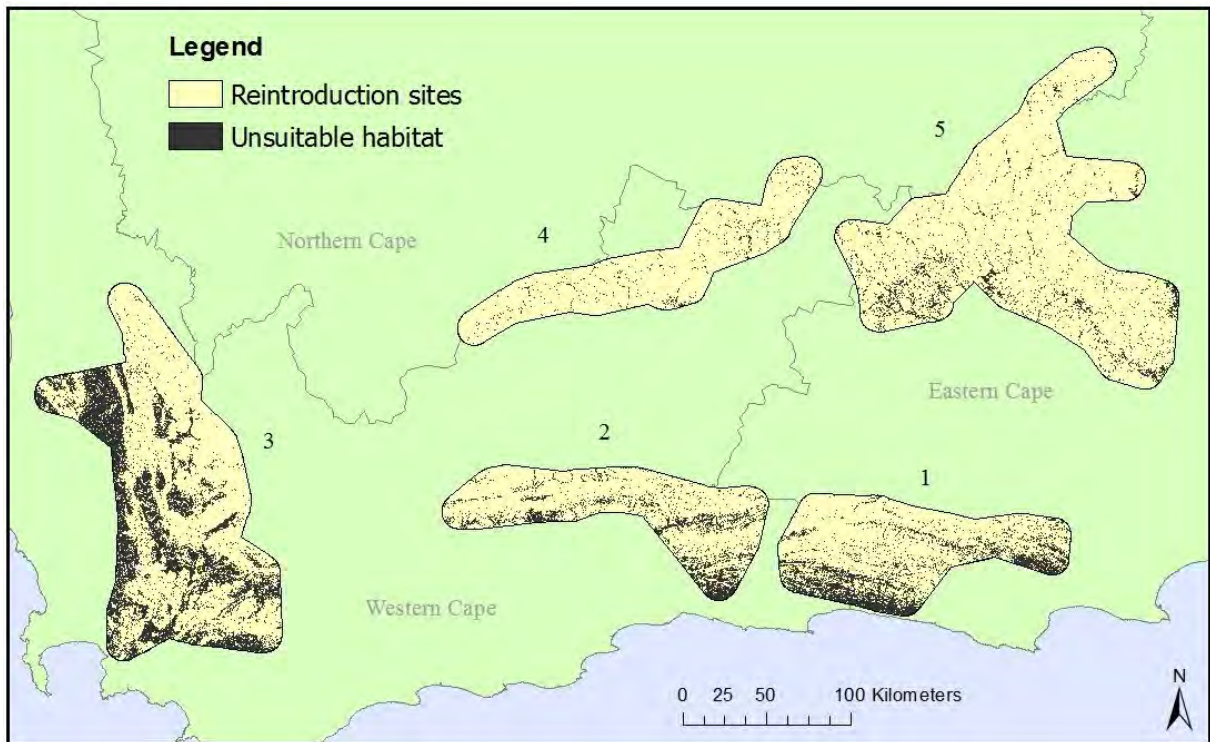 Legend
Reintroduction sites
Unsuitable habitat
5
Northern Cape
4
Eastern Cape
3
2
1
Western Cape
0 25 50 100 Kilometers
N